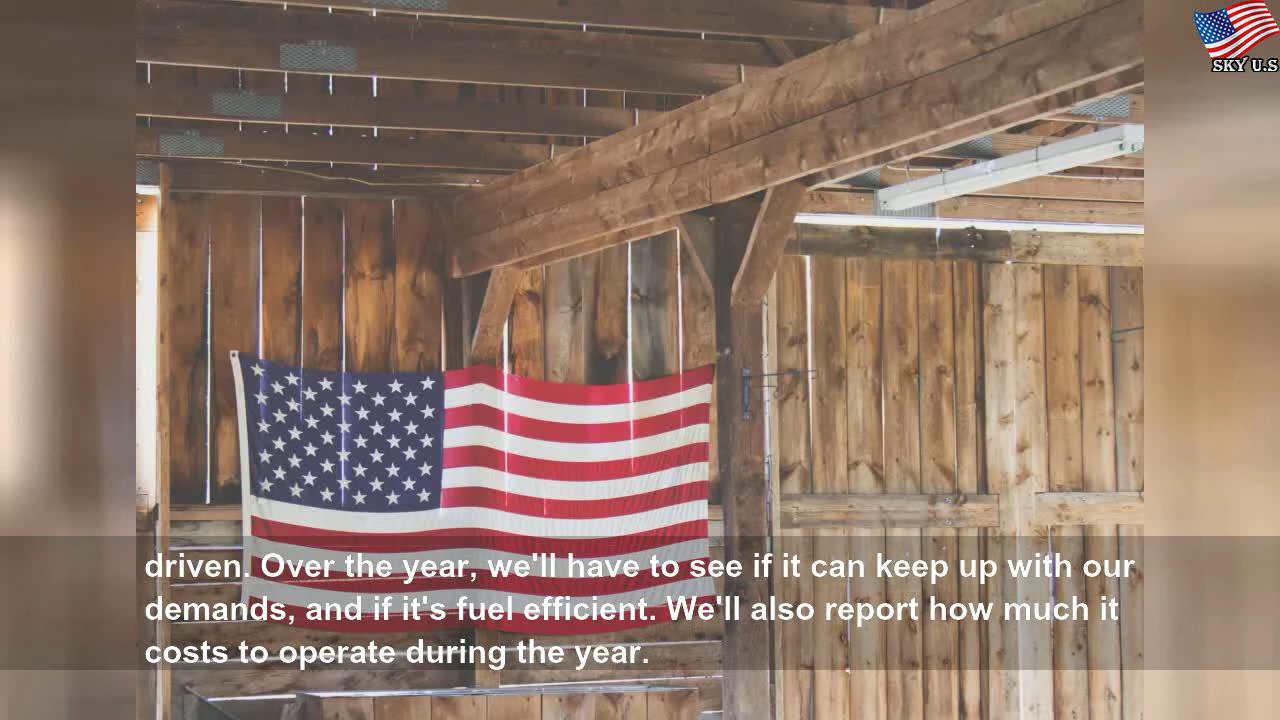 SKY U.S
driven. Over the year, we'll have to see if it can keep up with our
demands, and if it's fuel efficient. We'll also report how much it
costs to operate during the year.